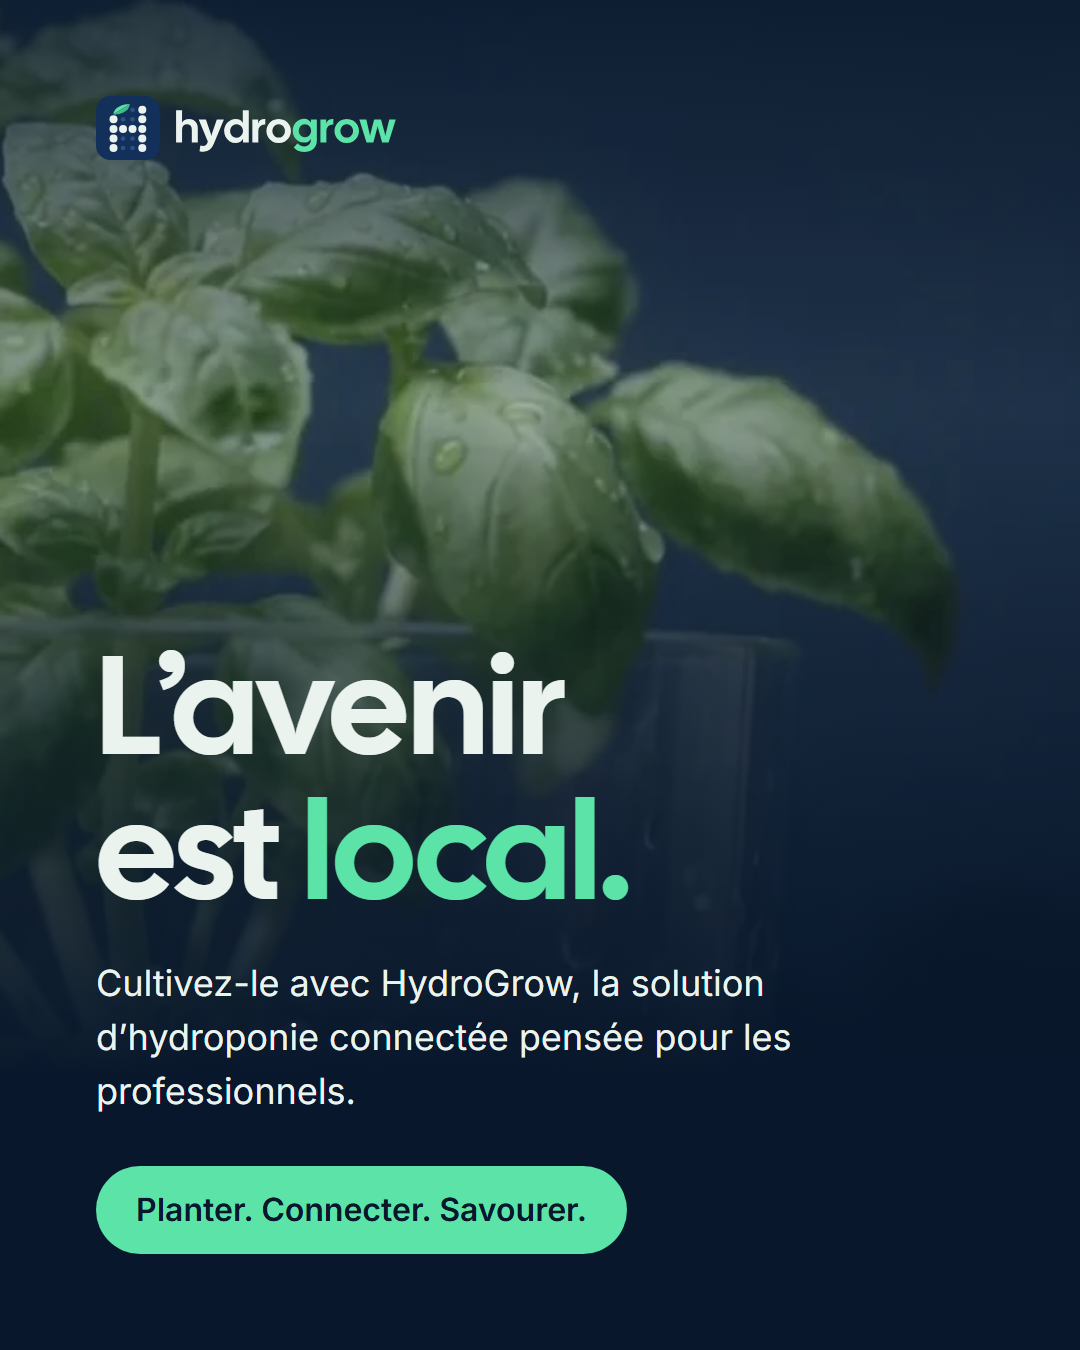 hydrogrow
L’avenir
est local.
Cultivez-le avec HydroGrow, la solution
d’hydroponie connectée pensée pour les
professionnels.
Planter. Connecter. Savourer.